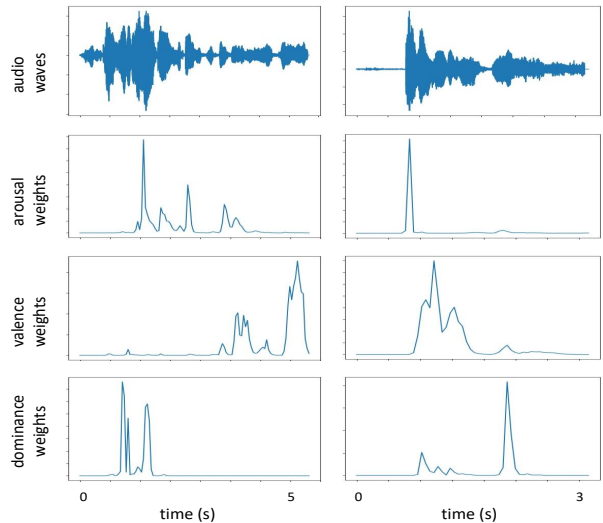 audio
waves
arousal
weights
valence
weights
dominance
weights
0 5 0 3
time (s) time (s)